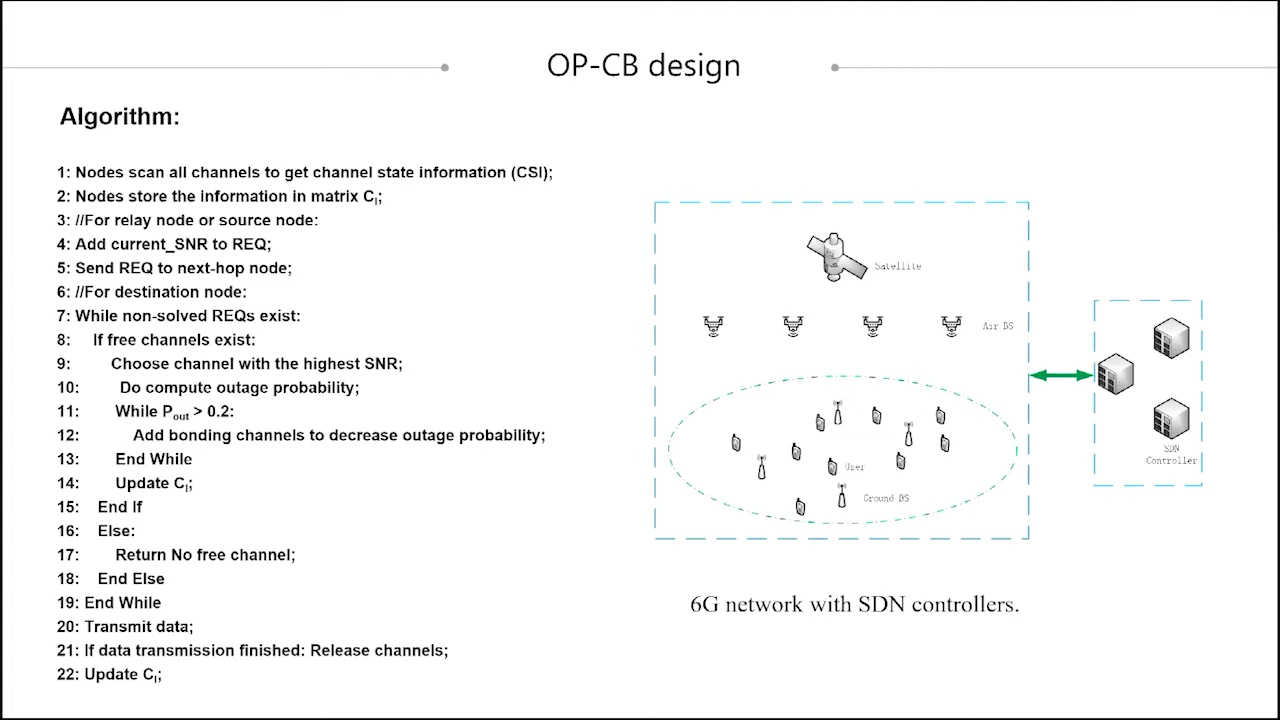 OP-CB design
Algorithm:
1: Nodes scan all channels to get channel state information (CSI);
2: Nodes store the information in matrix Cl;
3: //For relay node or source node:
4: Add current_SNR to REQ;
5: Send REQ to next-hop node;
6: //For destination node:
7: While non-solved REQs exist:
8: If free channels exist:
9: Choose channel with the highest SNR;
10: Do compute outage probability;
11: While Pout > 0.2:
12: Add bonding channels to decrease outage probability;
13: End While
14: Update Cl;
15: End If
16: Else:
17: Return No free channel;
18: End Else
19: End While
20: Transmit data;
21: If data transmission finished: Release channels;
22: Update Cl;
Satellite
Air BS
User
Ground BS
SDN
Controller
6G network with SDN controllers.